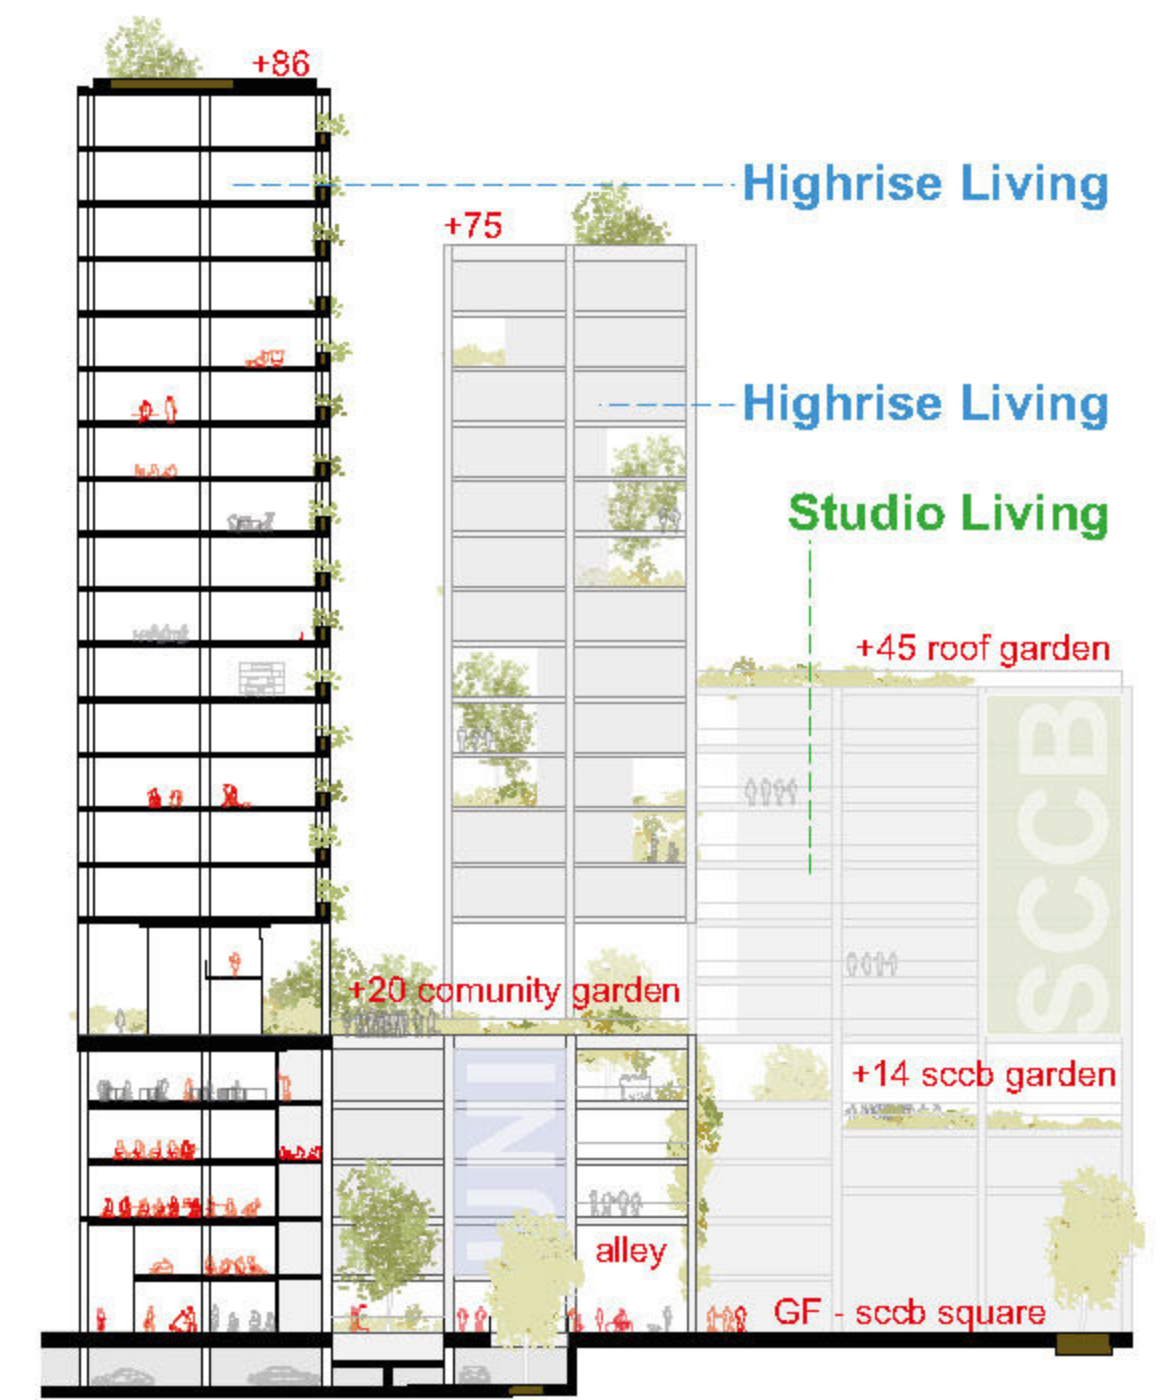 +86
Highrise Living
+75
Highrise Living
Studio Living
+45 roof garden
SCCB
+20 comunity garden
+14 sccb garden
UNI
alley
GF - sccb square